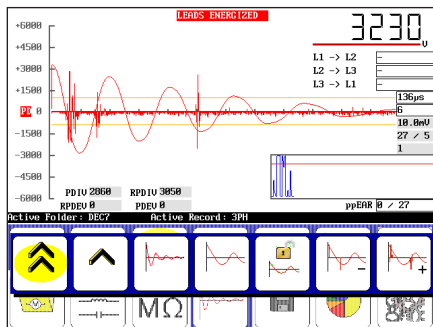 LEADS ENERGIZED
3230 V
+6000
+4500
+3000
+1500
PD 0
-1500
-3000
-4500
-6000
L1 -> L2 -
L2 -> L3 -
L3 -> L1 -
136µs
6
10.0mV
27 / 5
1
PDIV 2860 RPDIV 3050
RPDEV 0 PDEV 0
ppEAR 0 / 27
Active Folder: DEC7 Active Record: 3PH
MΩ